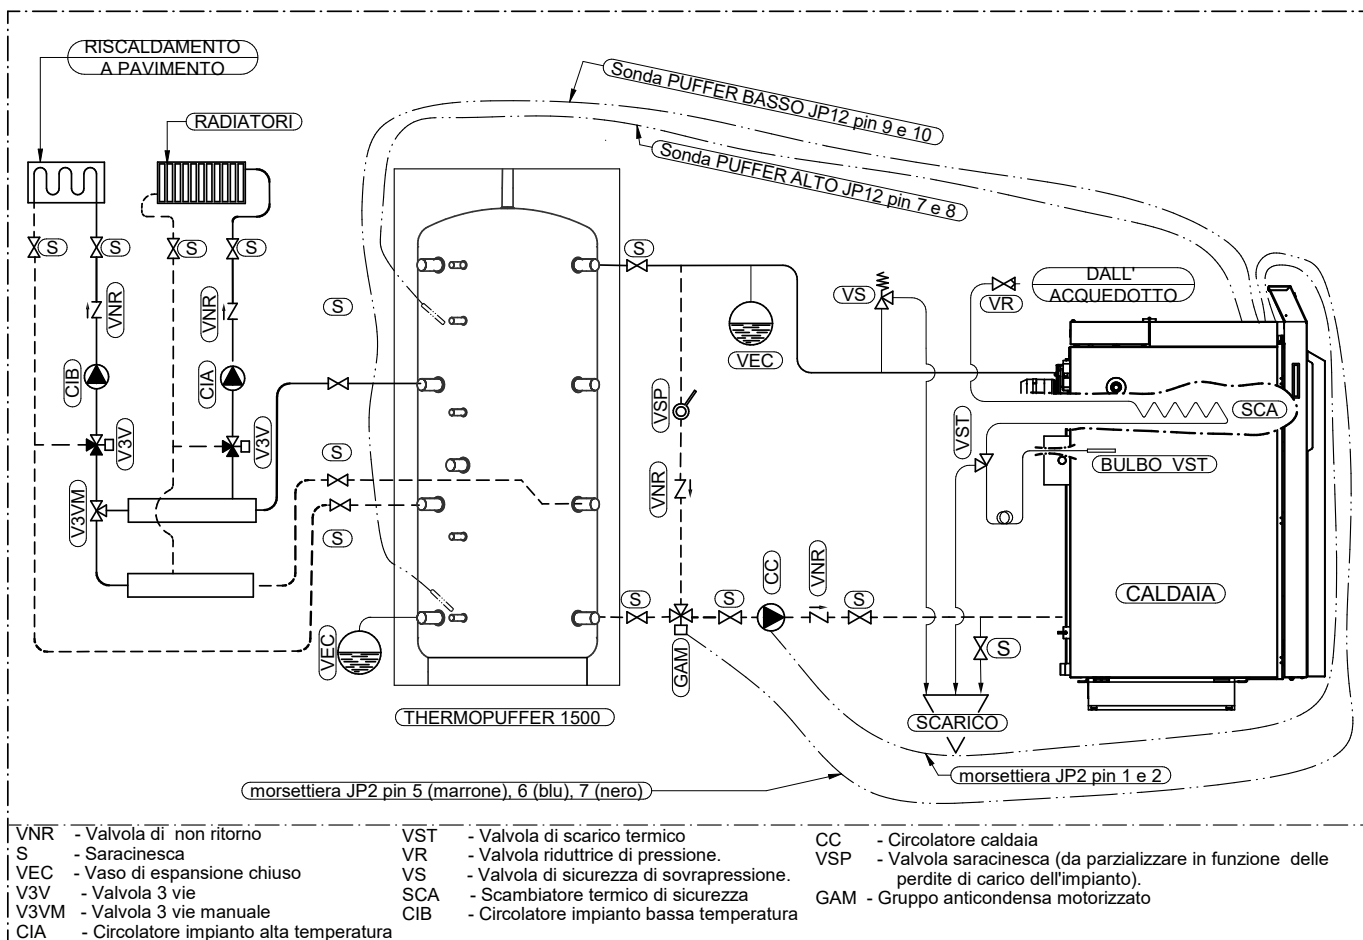 RISCALDAMENTO
A PAVIMENTO
RADIATORI
Sonda PUFFER BASSO JP12 pin 9 e 10
Sonda PUFFER ALTO JP12 pin 7 e 8
S
S
S
S
VNR
VNR
CIB
CIA
V3V
V3V
V3VM
S
S
S
VEC
THERMOPUFFER 1500
S
VEC
VS
VR
DALL'
ACQUEDOTTO
VSP
VNR
VST
SCA
BULBO VST
CALDAIA
S
GAM
S
CC
VNR
S
S
SCARICO
morsettiera JP2 pin 1 e 2
morsettiera JP2 pin 5 (marrone), 6 (blu), 7 (nero)
VNR - Valvola di non ritorno
S - Saracinesca
VEC - Vaso di espansione chiuso
V3V - Valvola 3 vie
V3VM - Valvola 3 vie manuale
CIA - Circolatore impianto alta temperatura
VST - Valvola di scarico termico
VR - Valvola riduttrice di pressione.
VS - Valvola di sicurezza di sovrapressione.
SCA - Scambiatore termico di sicurezza
CIB - Circolatore impianto bassa temperatura
CC - Circolatore caldaia
VSP - Valvola saracinesca (da parzializzare in funzione delle
perdite di carico dell'impianto).
GAM - Gruppo anticondensa motorizzato